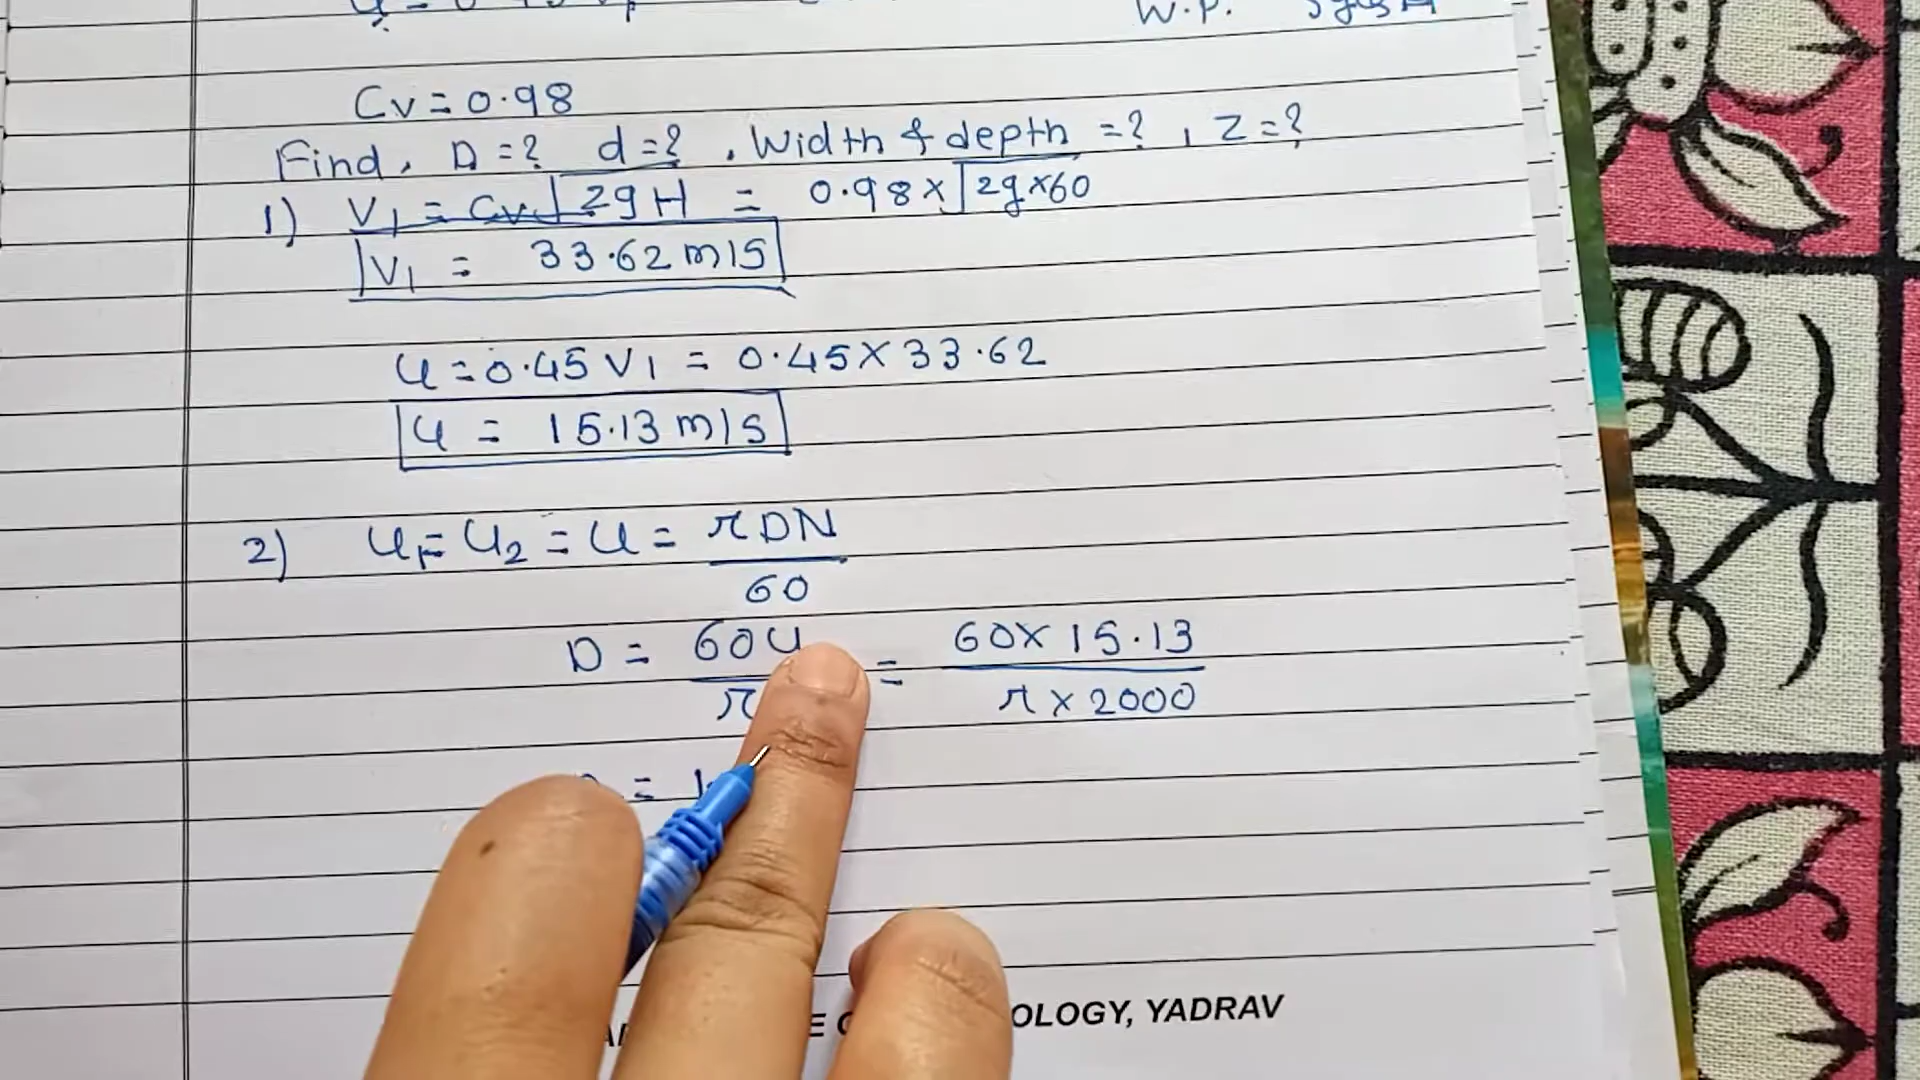 W.P.
Cv = 0.98
Find, D = ? d = ? , Width & depth = ? , Z = ?
1) V1 = Cv √2gH = 0.98 × √2g×60
V1 = 33.62 m/s
u = 0.45 V1 = 0.45 × 33.62
u = 15.13 m/s
2) u1 = u2 = u = πDN
60
D = 60u = 60 × 15.13
π π × 2000
OLOGY, YADRAV